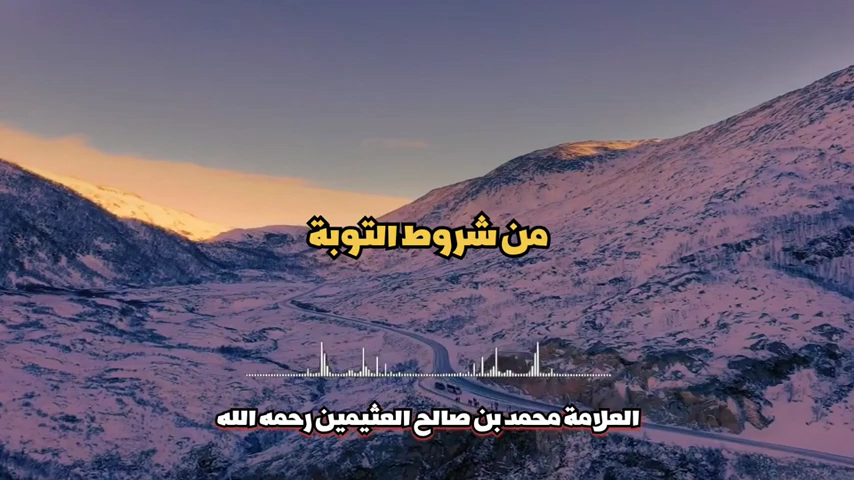 من شروط التوبة
العلامة محمد بن صالح العثيمين رحمه الله